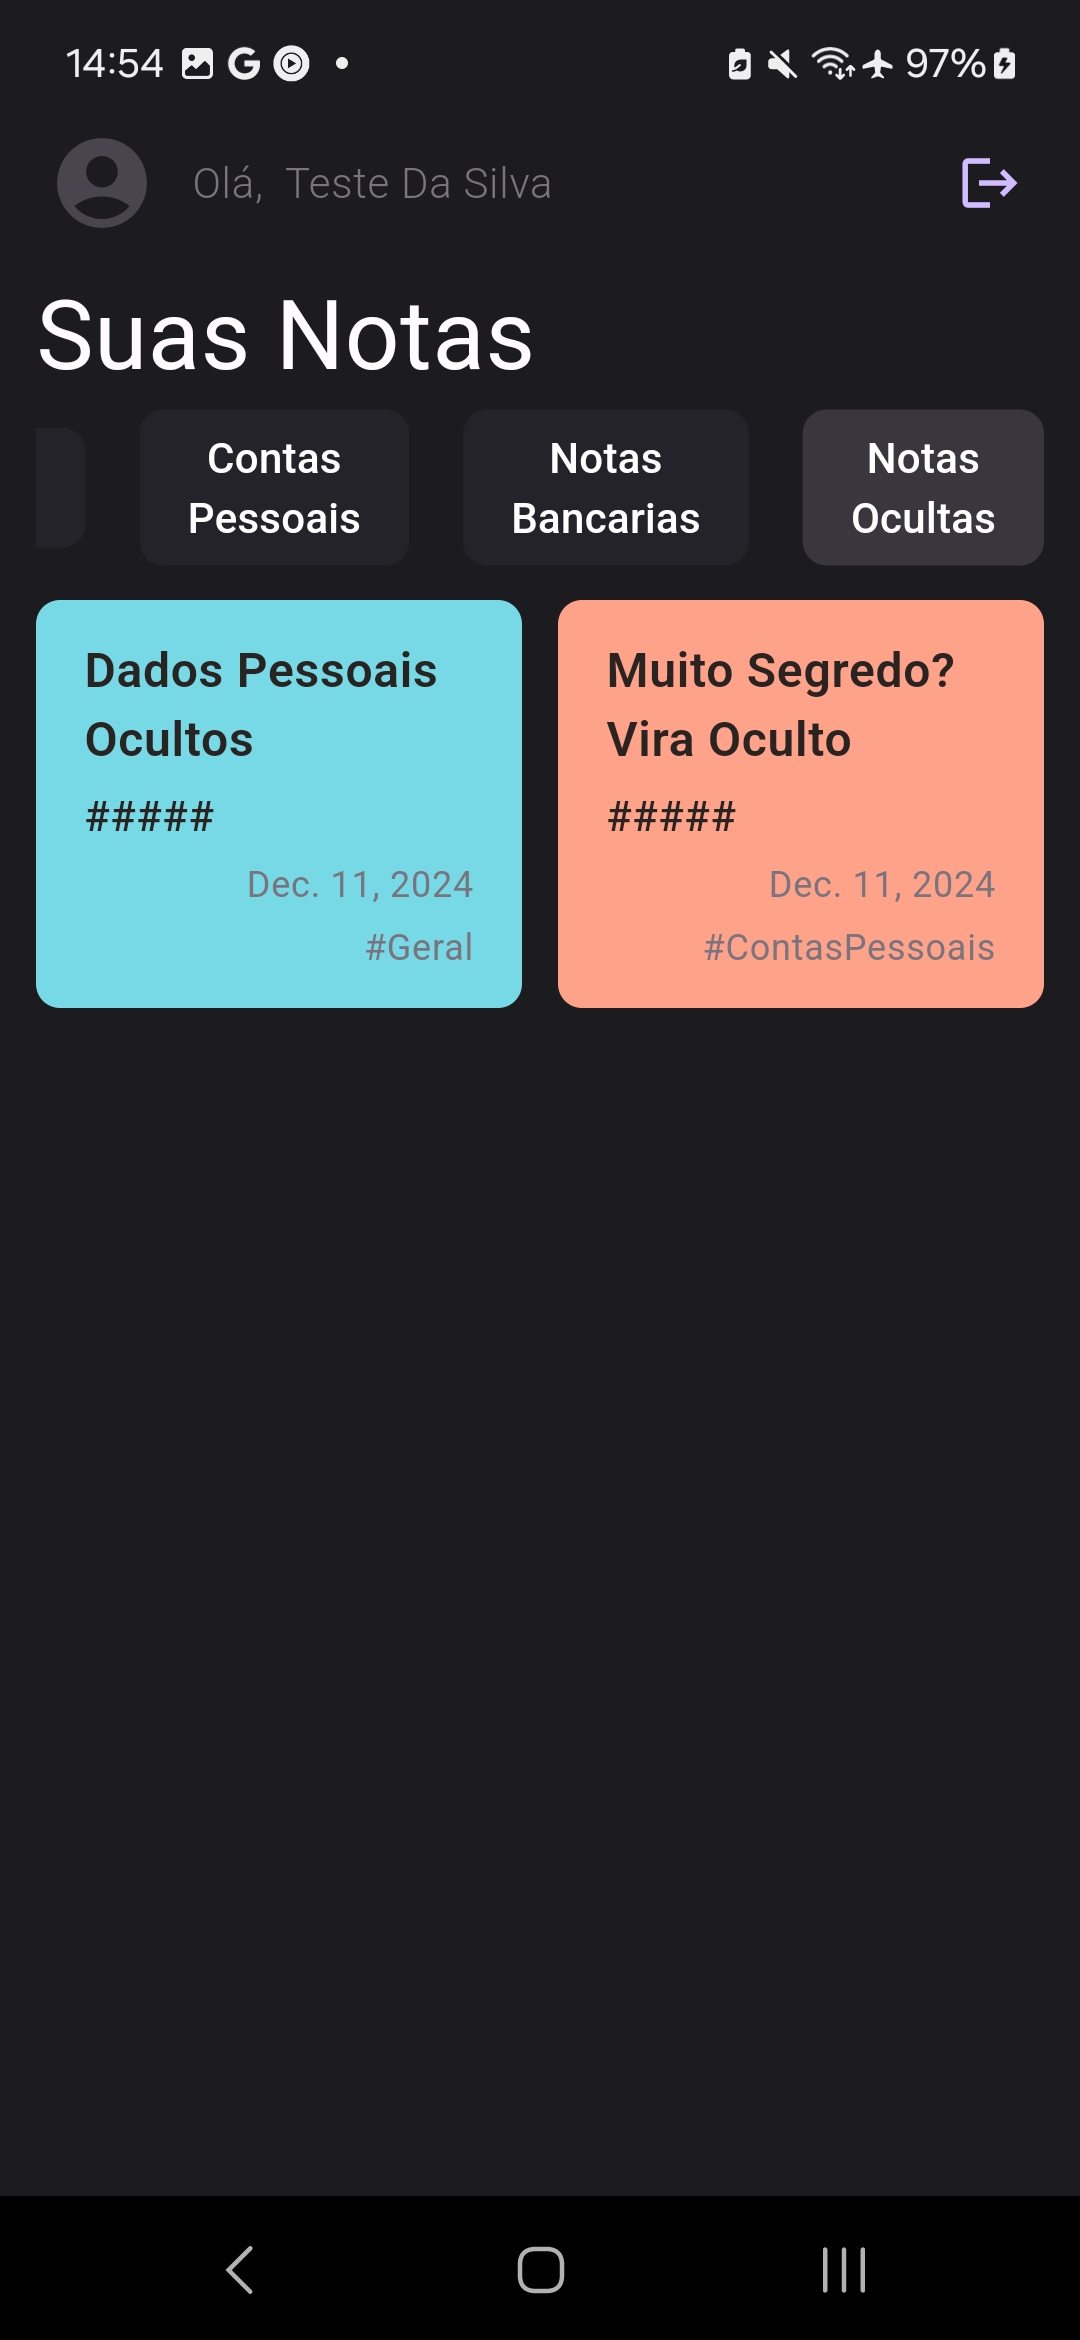 14:54
97%
Olá,  Teste Da Silva
Suas Notas
Contas
Pessoais
Notas
Bancarias
Notas
Ocultas
Dados Pessoais
Ocultos
#####
Dec. 11, 2024
#Geral
Muito Segredo?
Vira Oculto
#####
Dec. 11, 2024
#ContasPessoais